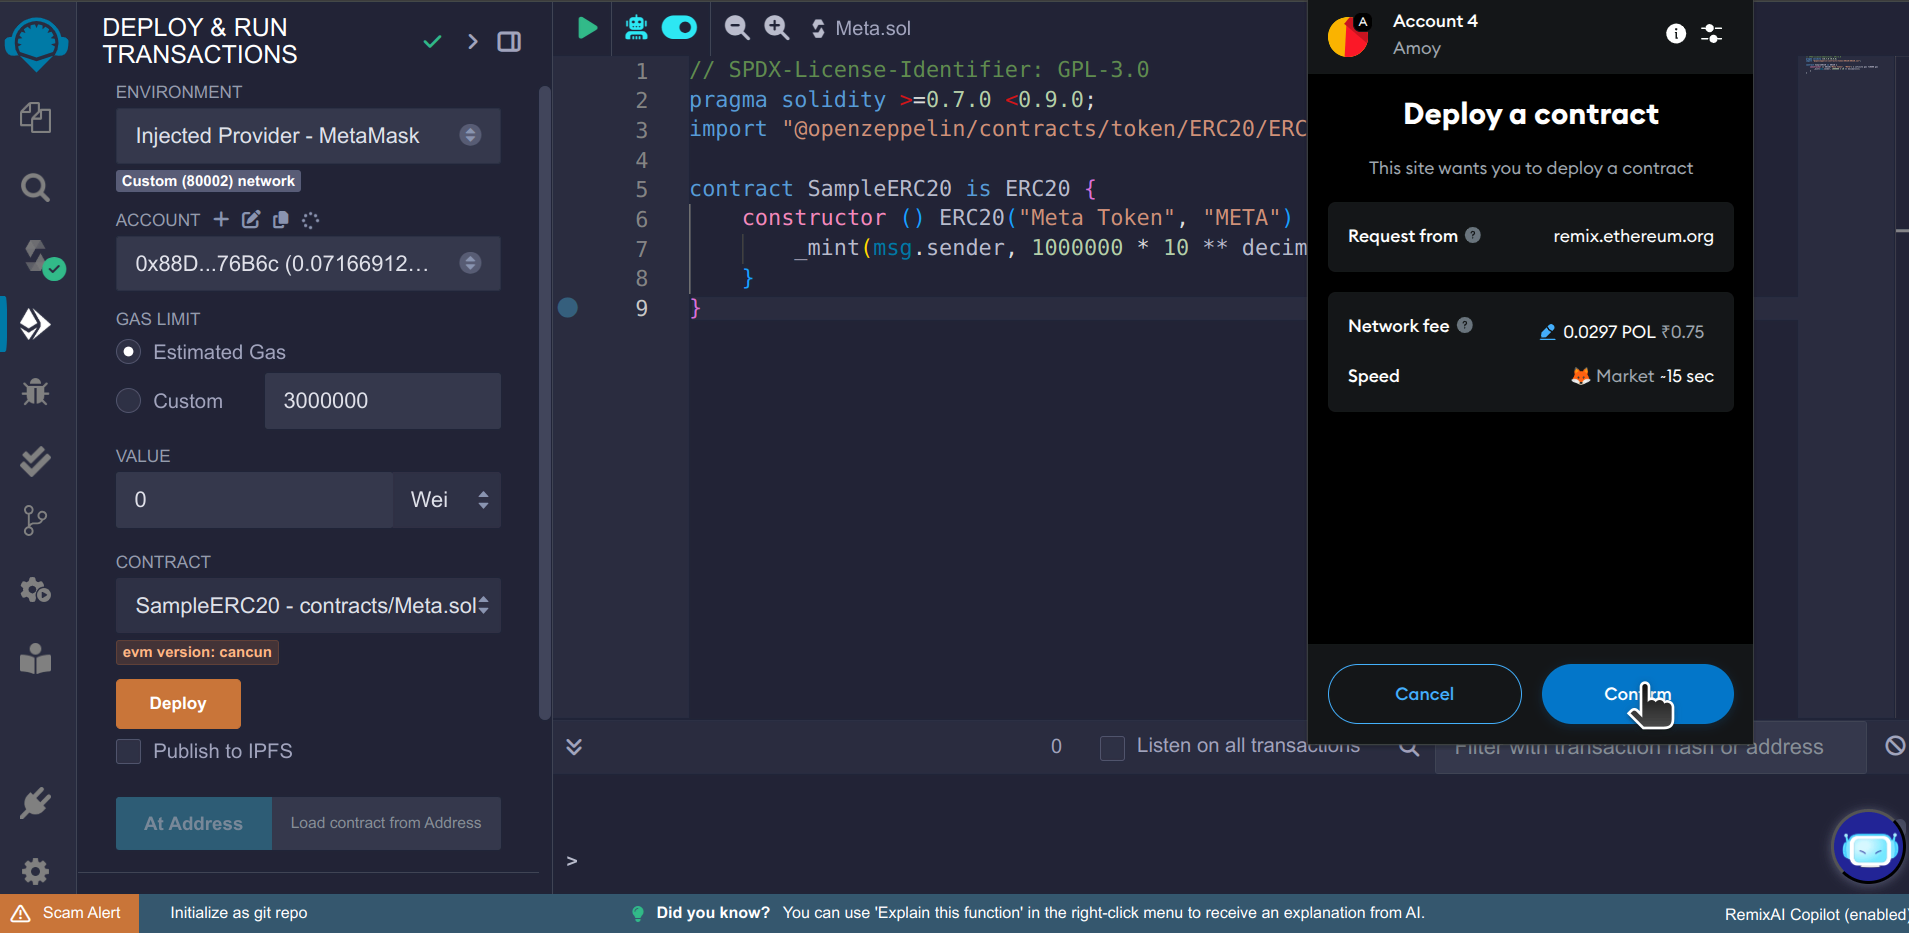 DEPLOY & RUN
TRANSACTIONS
ENVIRONMENT
Injected Provider - MetaMask
Custom (80002) network
ACCOUNT
0x88D...76B6c (0.07166912...
GAS LIMIT
Estimated Gas
Custom
3000000
VALUE
0
Wei
CONTRACT
SampleERC20 - contracts/Meta.sol
evm version: cancun
Deploy
Publish to IPFS
At Address
Load contract from Address
Meta.sol
1 // SPDX-License-Identifier: GPL-3.0
2 pragma solidity >=0.7.0 <0.9.0;
3 import "@openzeppelin/contracts/token/ERC20/ERC
4
5 contract SampleERC20 is ERC20 {
6 constructor () ERC20("Meta Token", "META")
7 _mint(msg.sender, 1000000 * 10 ** decim
8 }
9 }
0
Listen on all transactions
Filter with transaction hash or address
>
A
Account 4
Amoy
Deploy a contract
This site wants you to deploy a contract
Request from ?
remix.ethereum.org
Network fee ?
0.0297 POL ₹0.75
Speed
Market ~15 sec
Cancel
Confirm
Scam Alert
Initialize as git repo
Did you know? You can use 'Explain this function' in the right-click menu to receive an explanation from AI.
RemixAI Copilot (enabled)